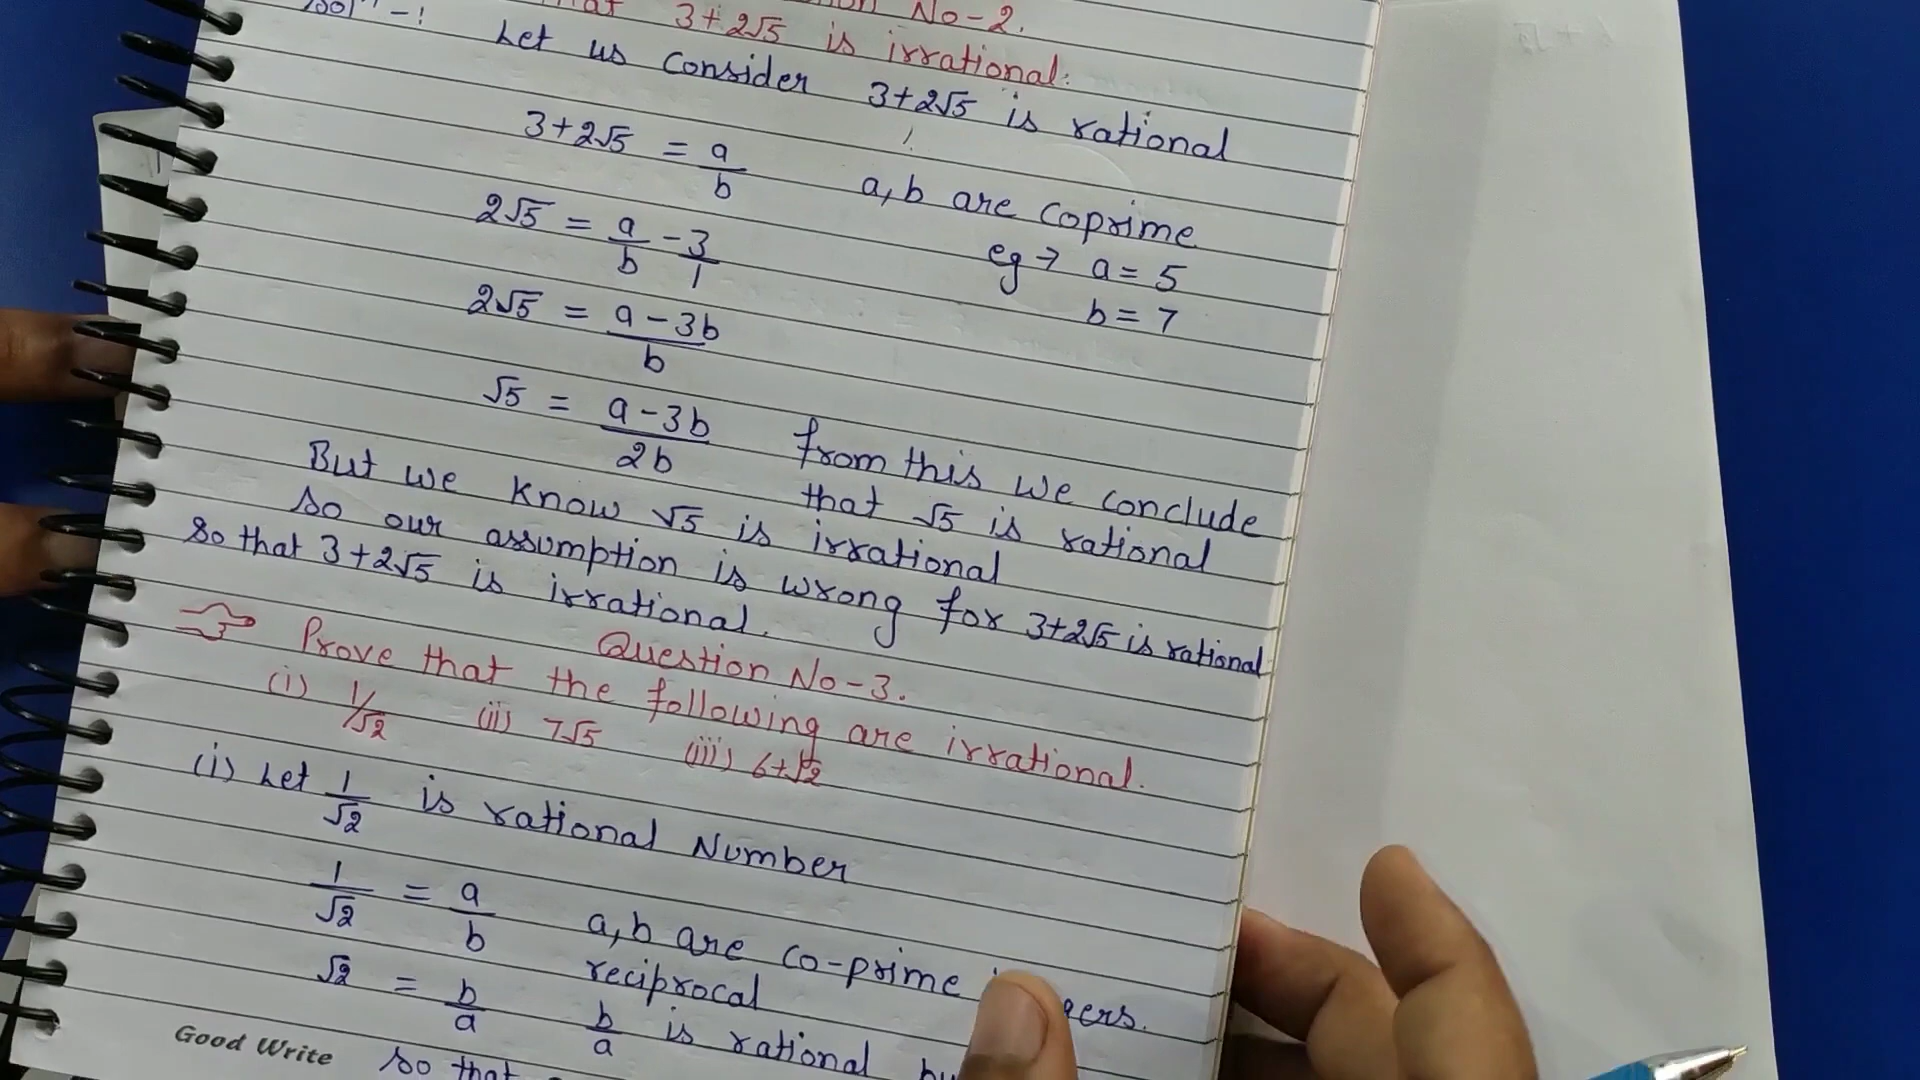 No-2.
3+2√5 is irrational.
Let us consider 3+2√5 is rational
3+2√5 = a/b a, b are coprime
2√5 = a/b - 3/1 eg → a = 5
b = 7
2√5 = a - 3b / b
√5 = a - 3b / 2b from this we conclude
that √5 is rational
But we know √5 is irrational
so our assumption is wrong for 3+2√5 is rational
so that 3+2√5 is irrational.
Question No-3.
Prove that the following are irrational.
(i) 1/√2 (ii) 7√5 (iii) 6+√2
(i) Let 1/√2 is rational Number
1/√2 = a/b a, b are co-prime
reciprocal
√2 = b/a b/a is rational
so that
Good Write